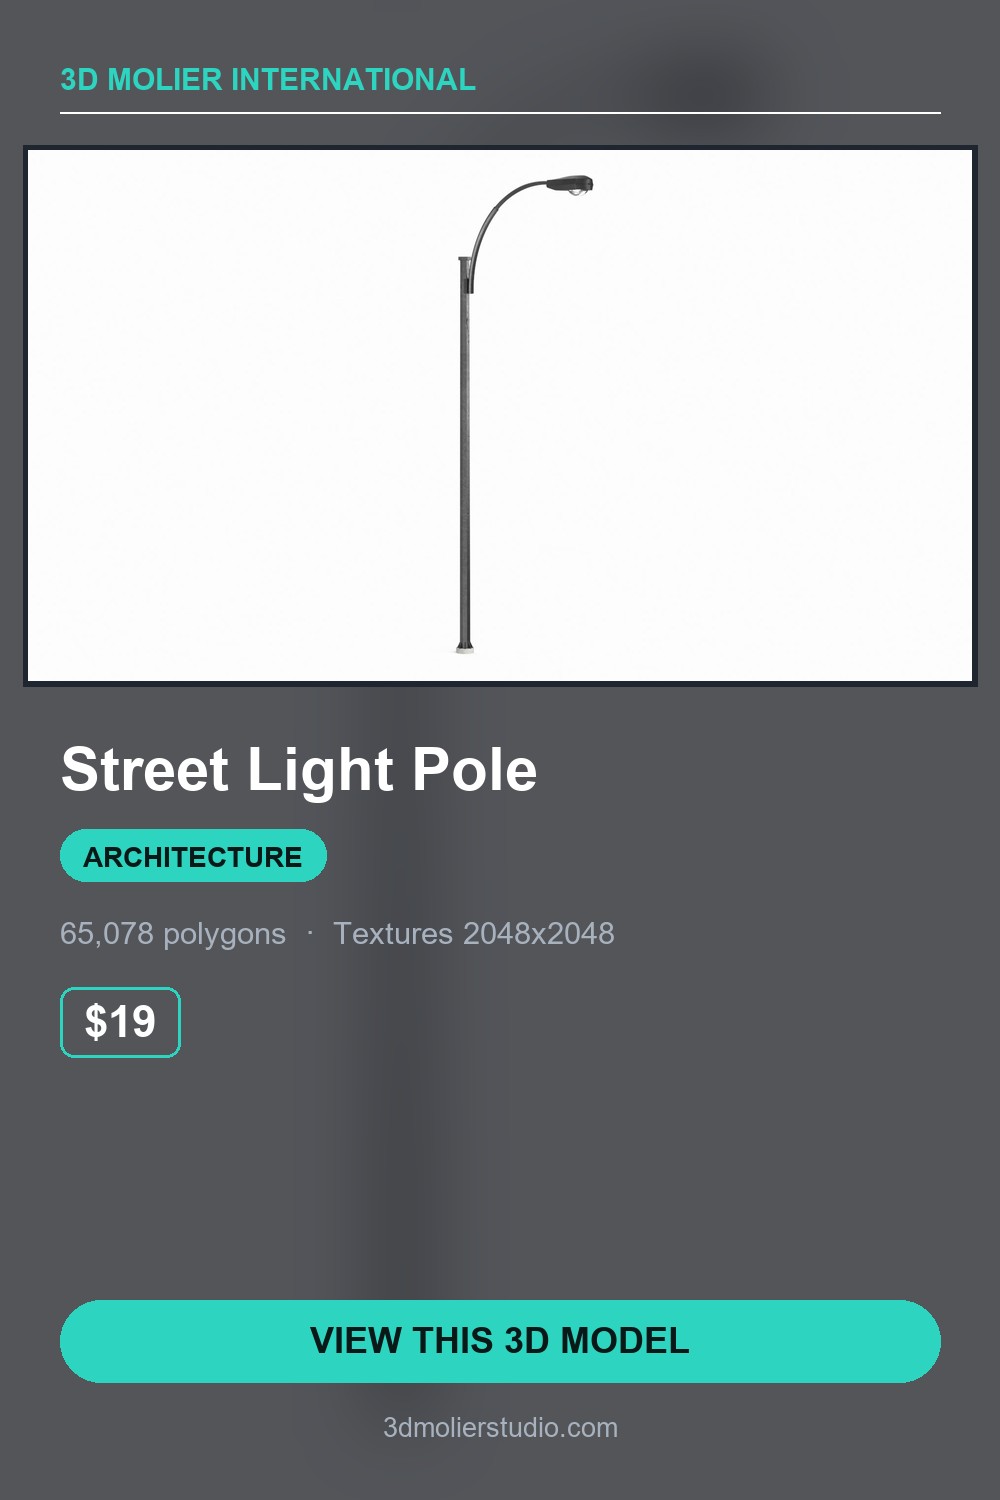 3D MOLIER INTERNATIONAL
Street Light Pole
ARCHITECTURE
65,078 polygons · Textures 2048x2048
$19
VIEW THIS 3D MODEL
3dmolierstudio.com